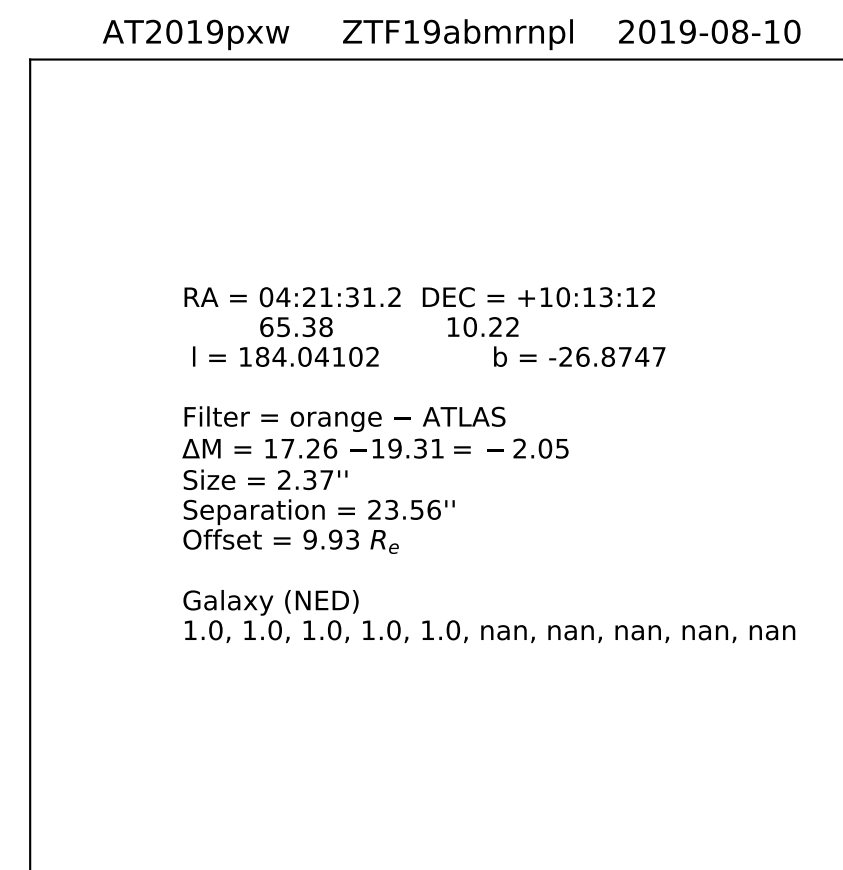 AT2019pxw ZTF19abmrnpl 2019-08-10
RA = 04:21:31.2 DEC = +10:13:12
65.38 10.22
l = 184.04102 b = -26.8747
Filter = orange − ATLAS
ΔM = 17.26 −19.31 = − 2.05
Size = 2.37''
Separation = 23.56''
Offset = 9.93 Re
Galaxy (NED)
1.0, 1.0, 1.0, 1.0, 1.0, nan, nan, nan, nan, nan